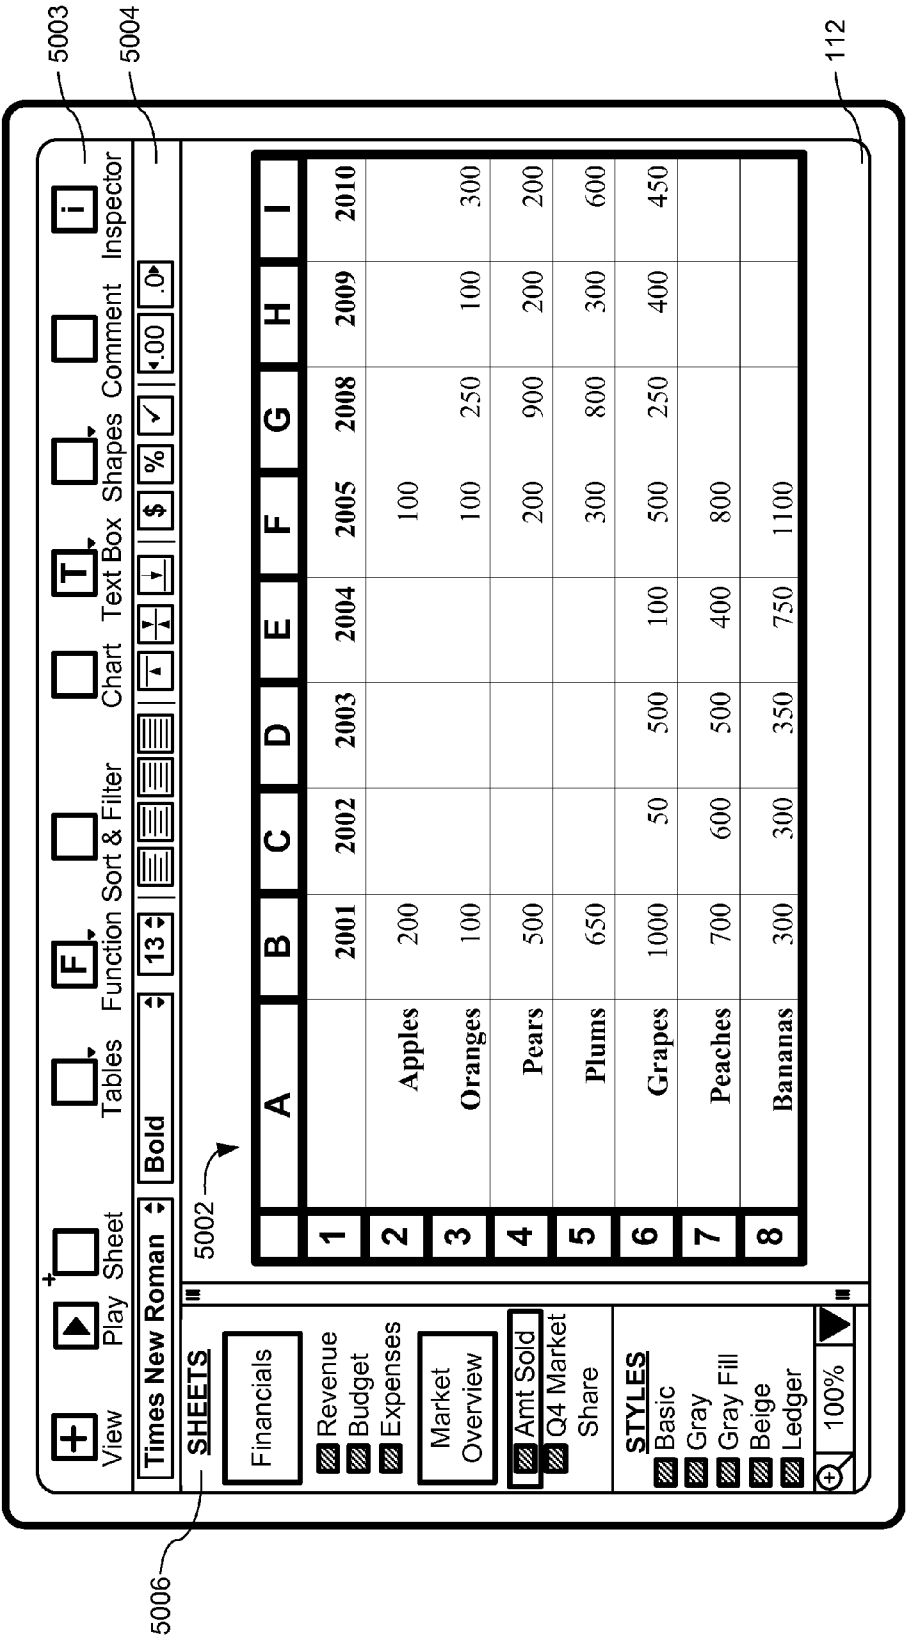 5003
5004
112
View Play Sheet Tables Function Sort & Filter Chart Text Box Shapes Comment Inspector
+ + F T i
Times New Roman Bold 13 $ % ✓ .00 .0
5006
SHEETS
Financials
Revenue
Budget
Expenses
Market
Overview
Amt Sold
Q4 Market
Share
STYLES
Basic
Gray
Gray Fill
Beige
Ledger
100%
5002
A B C D E F G H I
1 2001 2002 2003 2004 2005 2008 2009 2010
2 Apples 200 100
3 Oranges 100 100 250 100 300
4 Pears 500 200 900 200 200
5 Plums 650 300 800 300 600
6 Grapes 1000 50 500 100 500 250 400 450
7 Peaches 700 600 500 400 800
8 Bananas 300 300 350 750 1100